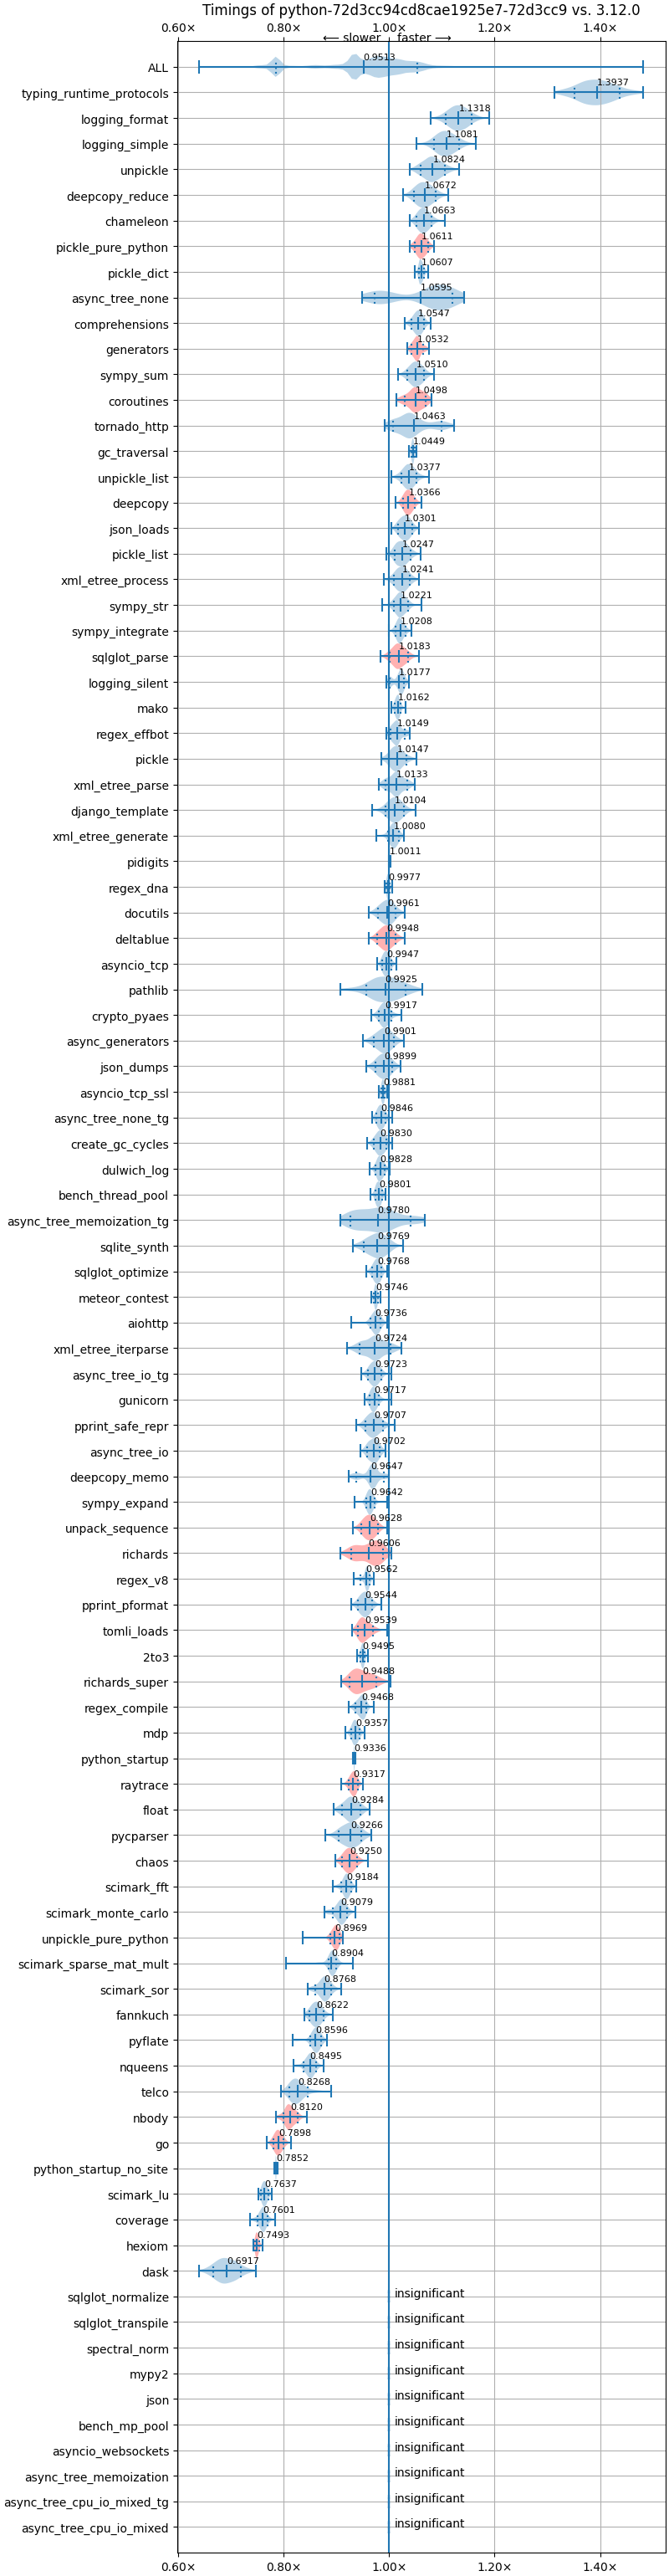 Timings of python-72d3cc94cd8cae1925e7-72d3cc9 vs. 3.12.0
0.60× 0.80× 1.00× 1.20× 1.40×
⟵ slower faster ⟶
ALL 0.9513
typing_runtime_protocols 1.3937
logging_format 1.1318
logging_simple 1.1081
unpickle 1.0824
deepcopy_reduce 1.0672
chameleon 1.0663
pickle_pure_python 1.0611
pickle_dict 1.0607
async_tree_none 1.0595
comprehensions 1.0547
generators 1.0532
sympy_sum 1.0510
coroutines 1.0498
tornado_http 1.0463
gc_traversal 1.0449
unpickle_list 1.0377
deepcopy 1.0366
json_loads 1.0301
pickle_list 1.0247
xml_etree_process 1.0241
sympy_str 1.0221
sympy_integrate 1.0208
sqlglot_parse 1.0183
logging_silent 1.0177
mako 1.0162
regex_effbot 1.0149
pickle 1.0147
xml_etree_parse 1.0133
django_template 1.0104
xml_etree_generate 1.0080
pidigits 1.0011
regex_dna 0.9977
docutils 0.9961
deltablue 0.9948
asyncio_tcp 0.9947
pathlib 0.9925
crypto_pyaes 0.9917
async_generators 0.9901
json_dumps 0.9899
asyncio_tcp_ssl 0.9881
async_tree_none_tg 0.9846
create_gc_cycles 0.9830
dulwich_log 0.9828
bench_thread_pool 0.9801
async_tree_memoization_tg 0.9780
sqlite_synth 0.9769
sqlglot_optimize 0.9768
meteor_contest 0.9746
aiohttp 0.9736
xml_etree_iterparse 0.9724
async_tree_io_tg 0.9723
gunicorn 0.9717
pprint_safe_repr 0.9707
async_tree_io 0.9702
deepcopy_memo 0.9647
sympy_expand 0.9642
unpack_sequence 0.9628
richards 0.9606
regex_v8 0.9562
pprint_pformat 0.9544
tomli_loads 0.9539
2to3 0.9495
richards_super 0.9488
regex_compile 0.9468
mdp 0.9357
python_startup 0.9336
raytrace 0.9317
float 0.9284
pycparser 0.9266
chaos 0.9250
scimark_fft 0.9184
scimark_monte_carlo 0.9079
unpickle_pure_python 0.8969
scimark_sparse_mat_mult 0.8904
scimark_sor 0.8768
fannkuch 0.8622
pyflate 0.8596
nqueens 0.8495
telco 0.8268
nbody 0.8120
go 0.7898
python_startup_no_site 0.7852
scimark_lu 0.7637
coverage 0.7601
hexiom 0.7493
dask 0.6917
sqlglot_normalize insignificant
sqlglot_transpile insignificant
spectral_norm insignificant
mypy2 insignificant
json insignificant
bench_mp_pool insignificant
asyncio_websockets insignificant
async_tree_memoization insignificant
async_tree_cpu_io_mixed_tg insignificant
async_tree_cpu_io_mixed insignificant
0.60× 0.80× 1.00× 1.20× 1.40×